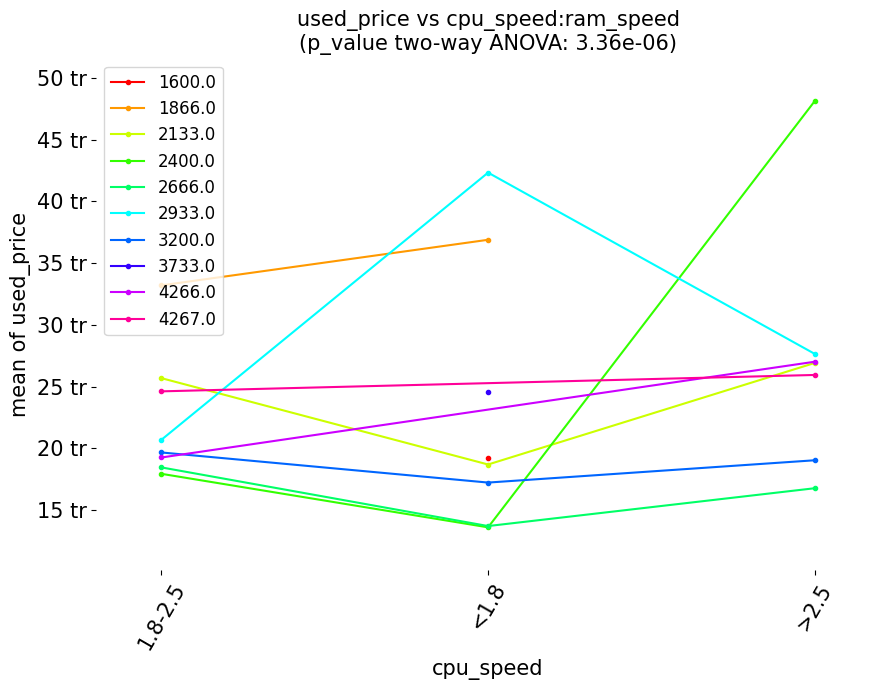 used_price vs cpu_speed:ram_speed
(p_value two-way ANOVA: 3.36e-06)
50 tr
45 tr
40 tr
35 tr
30 tr
25 tr
20 tr
15 tr
mean of used_price
1600.0
1866.0
2133.0
2400.0
2666.0
2933.0
3200.0
3733.0
4266.0
4267.0
1.8-2.5
<1.8
>2.5
cpu_speed